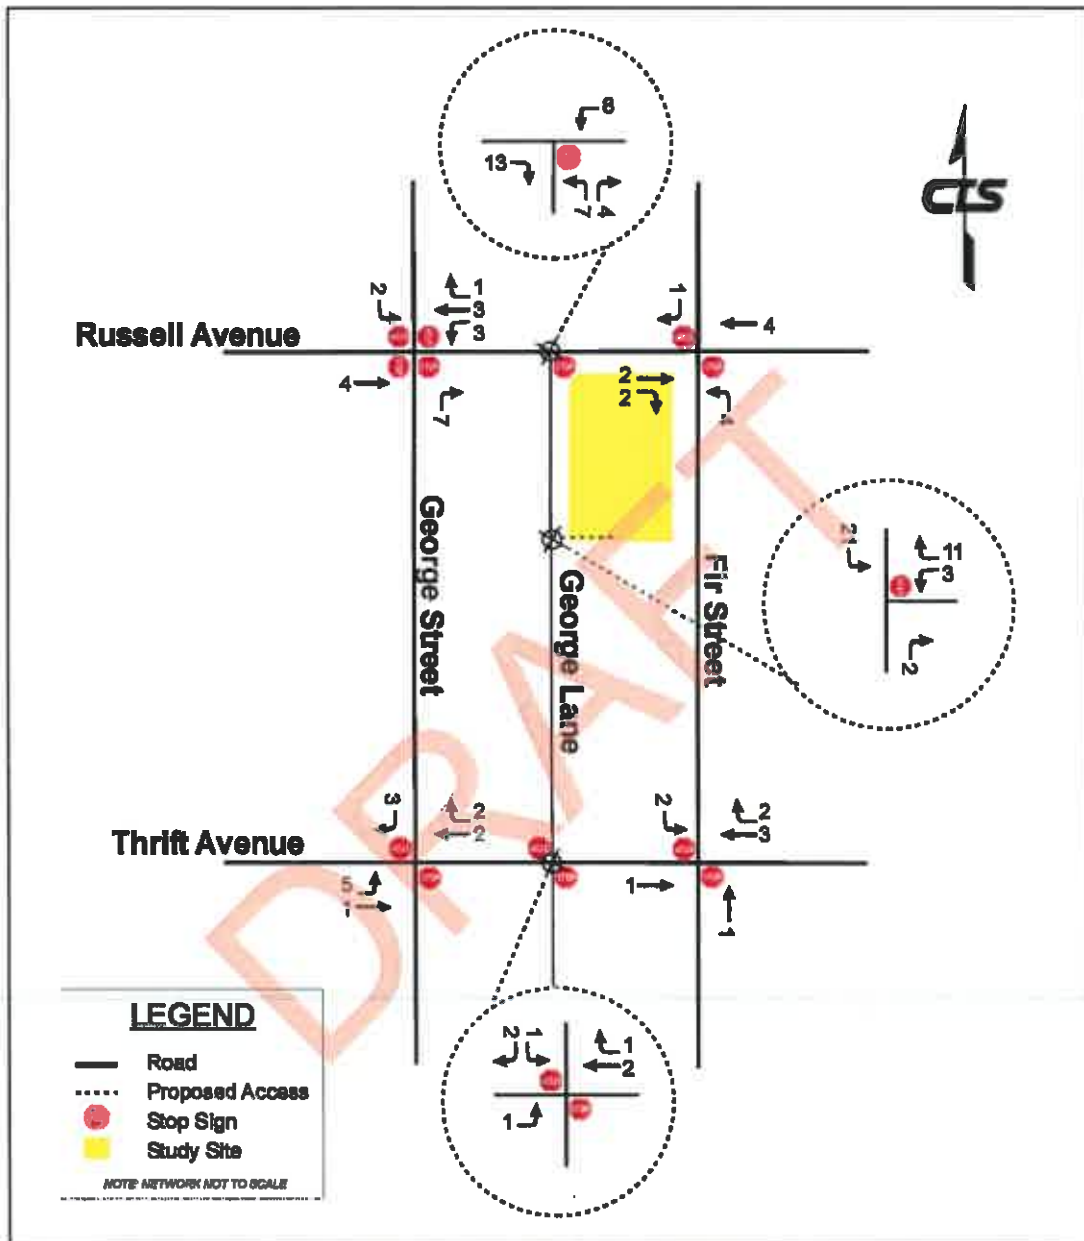 8
13
7
4
CTS
2
1
3
3
1
4
Russell Avenue
4
7
2
2
George Street
George Lane
Fir Street
21
11
3
2
DRAFT
3
2
2
2
2
3
Thrift Avenue
5
1
1
1
2
1
1
2
1
LEGEND
Road
Proposed Access
Stop Sign
Study Site
NOTE: NETWORK NOT TO SCALE